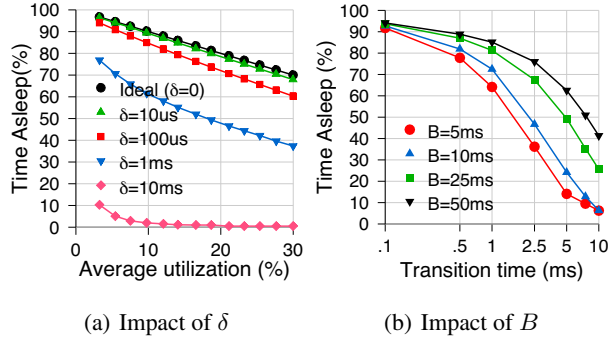 Time Asleep(%)
100
90
80
70
60
50
40
30
20
10
0
Ideal (δ=0)
δ=10us
δ=100us
δ=1ms
δ=10ms
0
10
20
30
Average utilization (%)
(a) Impact of δ
Time Asleep (%)
100
90
80
70
60
50
40
30
20
10
0
B=5ms
B=10ms
B=25ms
B=50ms
.1
.5
1
2.5
5
10
Transition time (ms)
(b) Impact of B